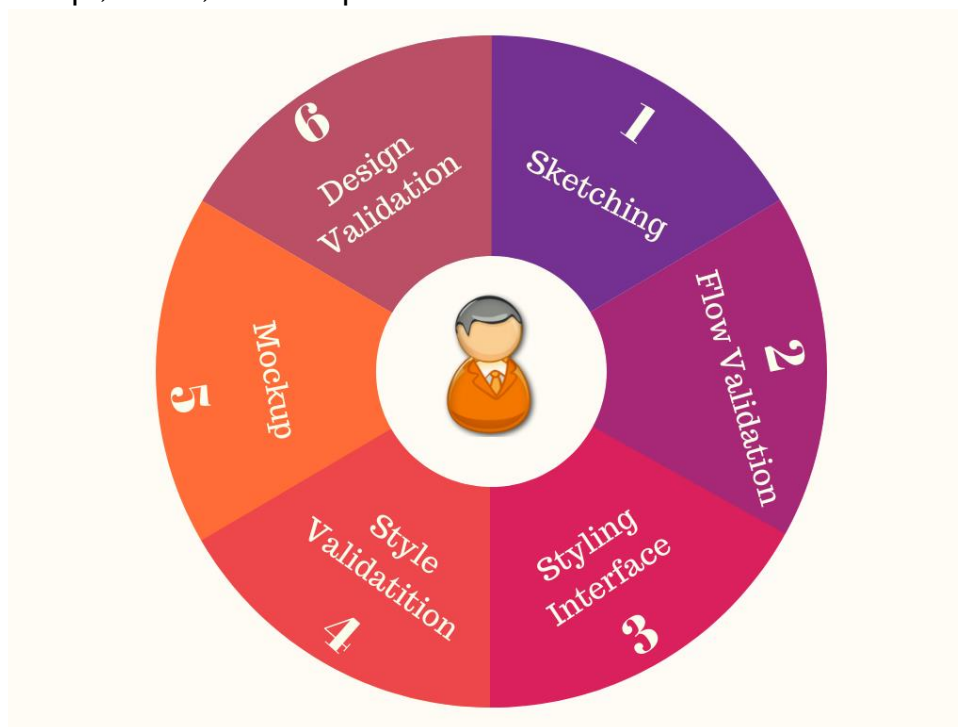 1
Sketching
2
Flow Validation
3
Styling
Interface
4
Style
Validatition
5
Mockup
6
Design
Validation